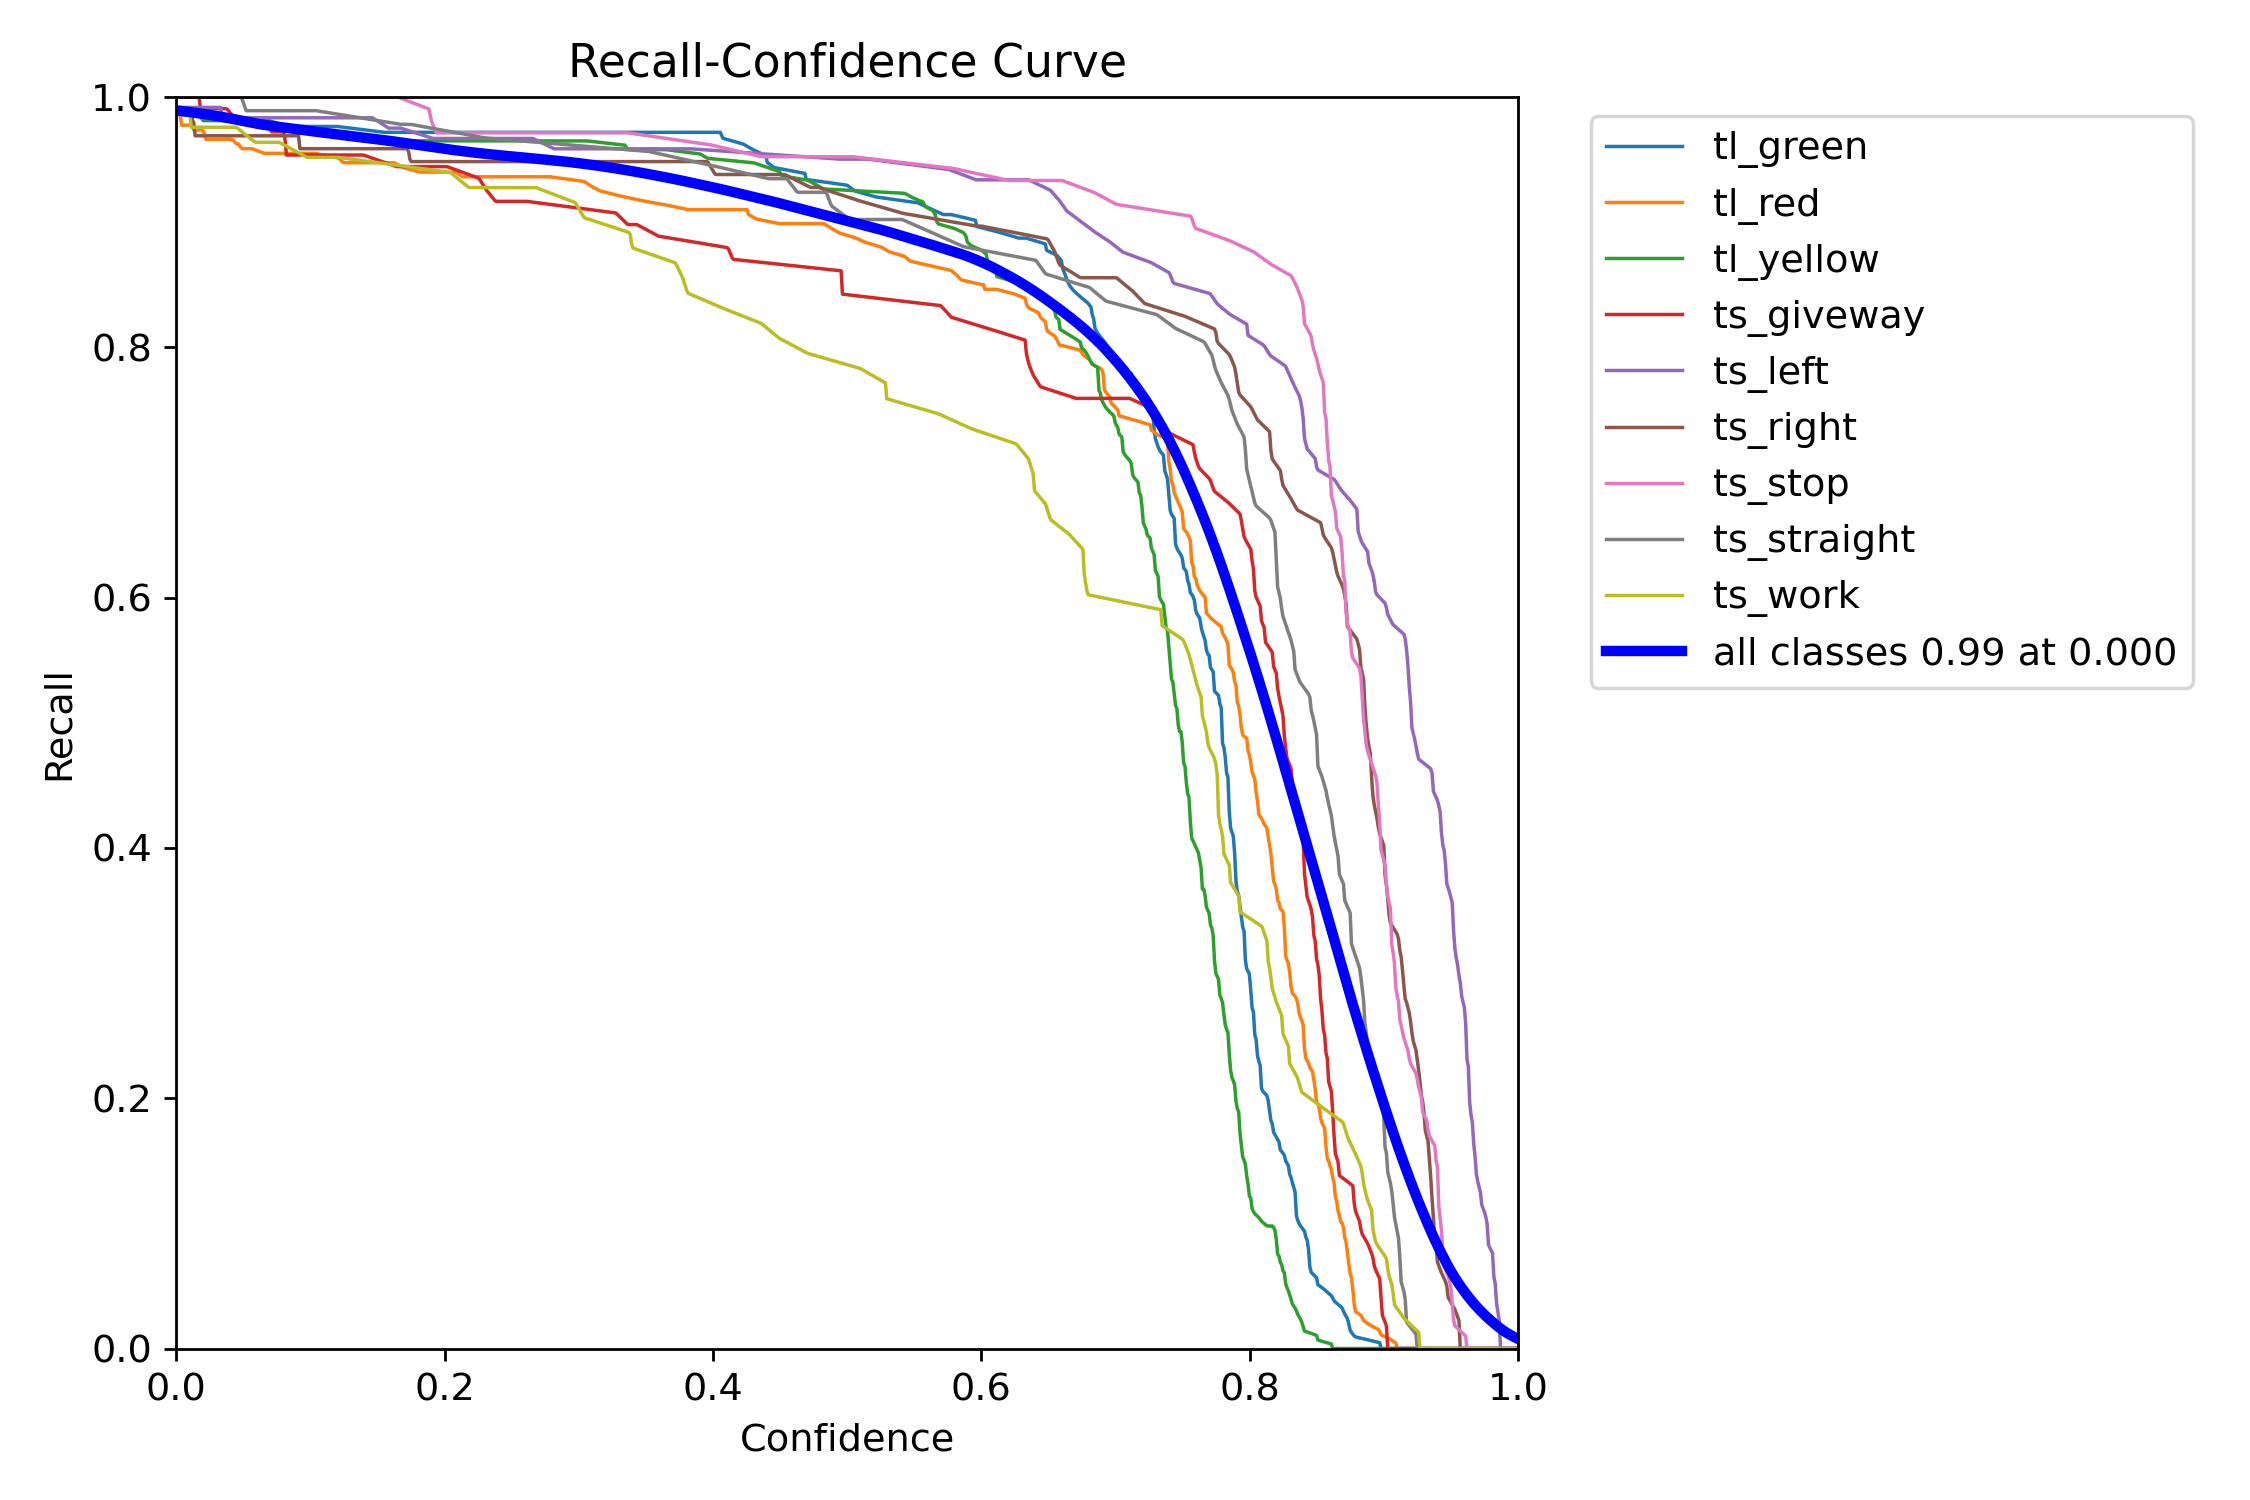 Recall-Confidence Curve
1.0
0.8
0.6
0.4
0.2
0.0
Recall
0.0 0.2 0.4 0.6 0.8 1.0
Confidence
tl_green
tl_red
tl_yellow
ts_giveway
ts_left
ts_right
ts_stop
ts_straight
ts_work
all classes 0.99 at 0.000